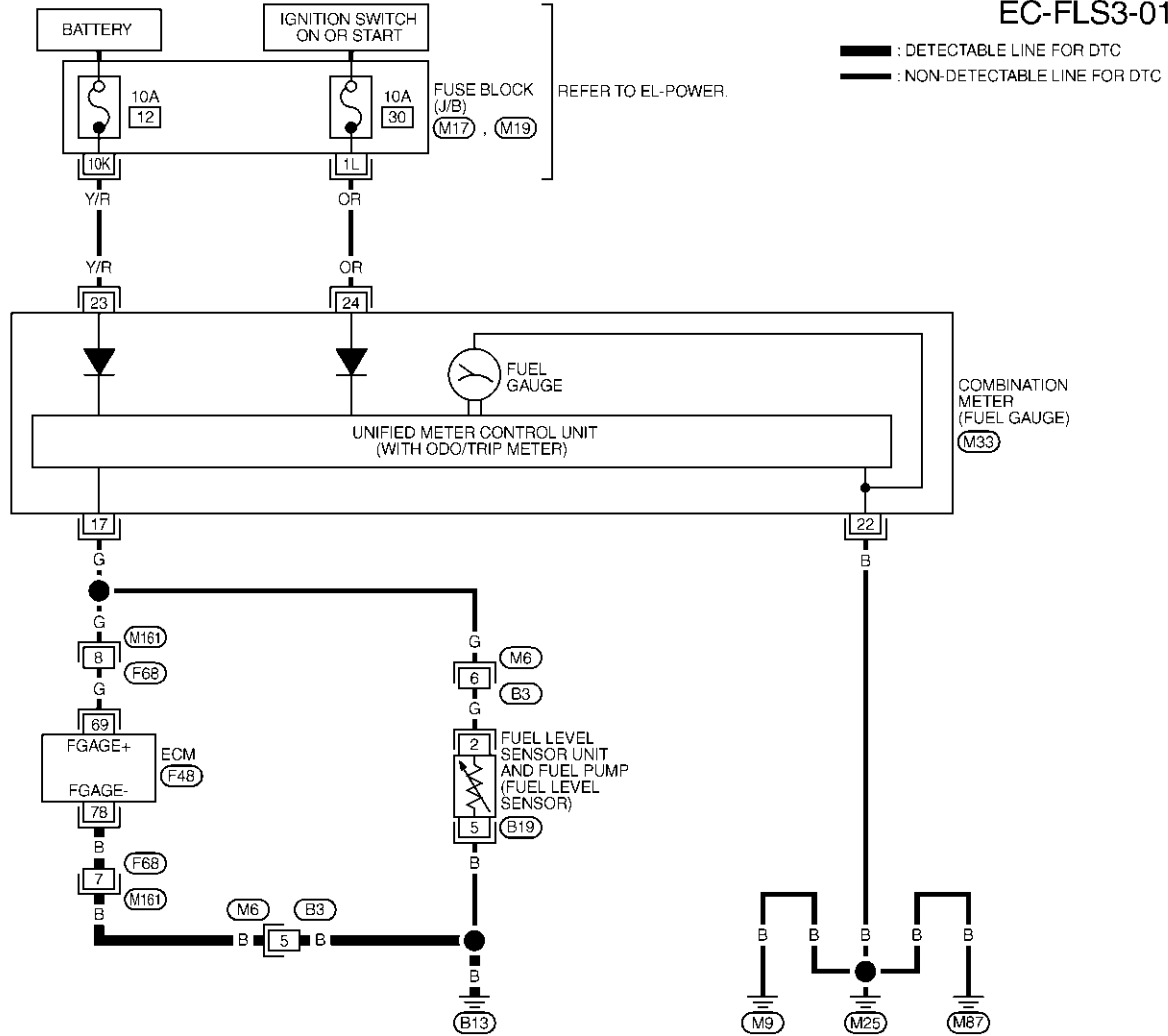 EC-FLS3-01
BATTERY
IGNITION SWITCH
ON OR START
: DETECTABLE LINE FOR DTC
: NON-DETECTABLE LINE FOR DTC
10A
12
10A
30
FUSE BLOCK
(J/B)
M17 , M19
REFER TO EL-POWER.
10K
1L
Y/R
OR
Y/R
OR
23
24
FUEL
GAUGE
UNIFIED METER CONTROL UNIT
(WITH ODO/TRIP METER)
COMBINATION
METER
(FUEL GAUGE)
M33
17
22
G
B
G
M161
8
F68
G
G
M6
6
B3
G
69
FGAGE+
ECM
F48
FGAGE-
78
2
FUEL LEVEL
SENSOR UNIT
AND FUEL PUMP
(FUEL LEVEL
SENSOR)
5
B19
B
F68
7
M161
B
B
M6
B3
B
5
B
B
B13
B
B
B
B
B
M9
M25
M87